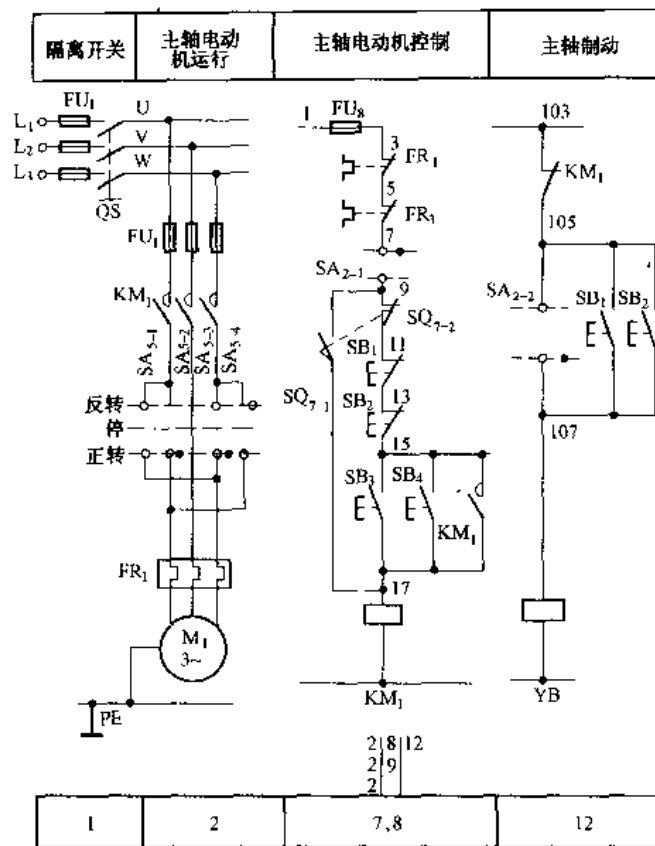 隔离开关
主轴电动
机运行
主轴电动机控制
主轴制动
FU₁
U
1
FU₈
103
L₁
V
3
FR₁
L₂
W
KM₁
L₃
5
FR₃
QS
7
105
FU₁
SA₂₋₁
9
SA₂₋₂
SB₁
SB₂
KM₁
SQ₇₋₂
SA₅₋₁
SA₅₋₂
SA₅₋₃
SA₅₋₄
SB₁
11
SQ₇₋₁
SB₂
13
反转
停
15
107
正转
SB₃
SB₄
KM₁
FR₁
17
M₁
3~
KM₁
YB
PE
2 8 12
2 9
2
1
2
7、8
12